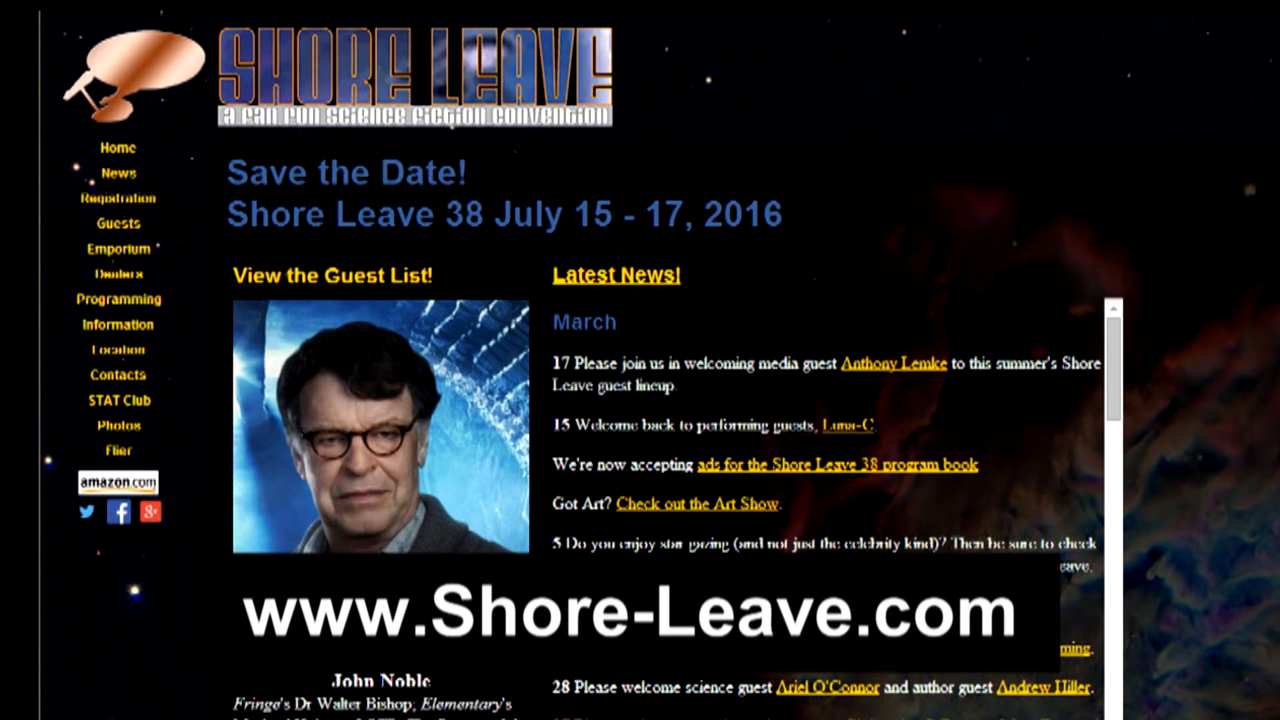 SHORE LEAVE
a fan run science fiction convention
Home
News
Registration
Guests
Emporium
Dealers
Programming
Information
Location
Contacts
STAT Club
Photos
Flier
amazon.com
Save the Date!
Shore Leave 38 July 15 - 17, 2016
View the Guest List!
Latest News!
March
17 Please join us in welcoming media guest Anthony Lemke to this summer's Shore
Leave guest lineup.
15 Welcome back to performing guests, Luna-C.
We're now accepting ads for the Shore Leave 38 program book
Got Art? Check out the Art Show.
5 Do you enjoy star gazing (and not just the celebrity kind)? Then be sure to check
www.Shore-Leave.com
John Noble
Fringe's Dr Walter Bishop; Elementary's
28 Please welcome science guest Ariel O'Connor and author guest Andrew Hiller.